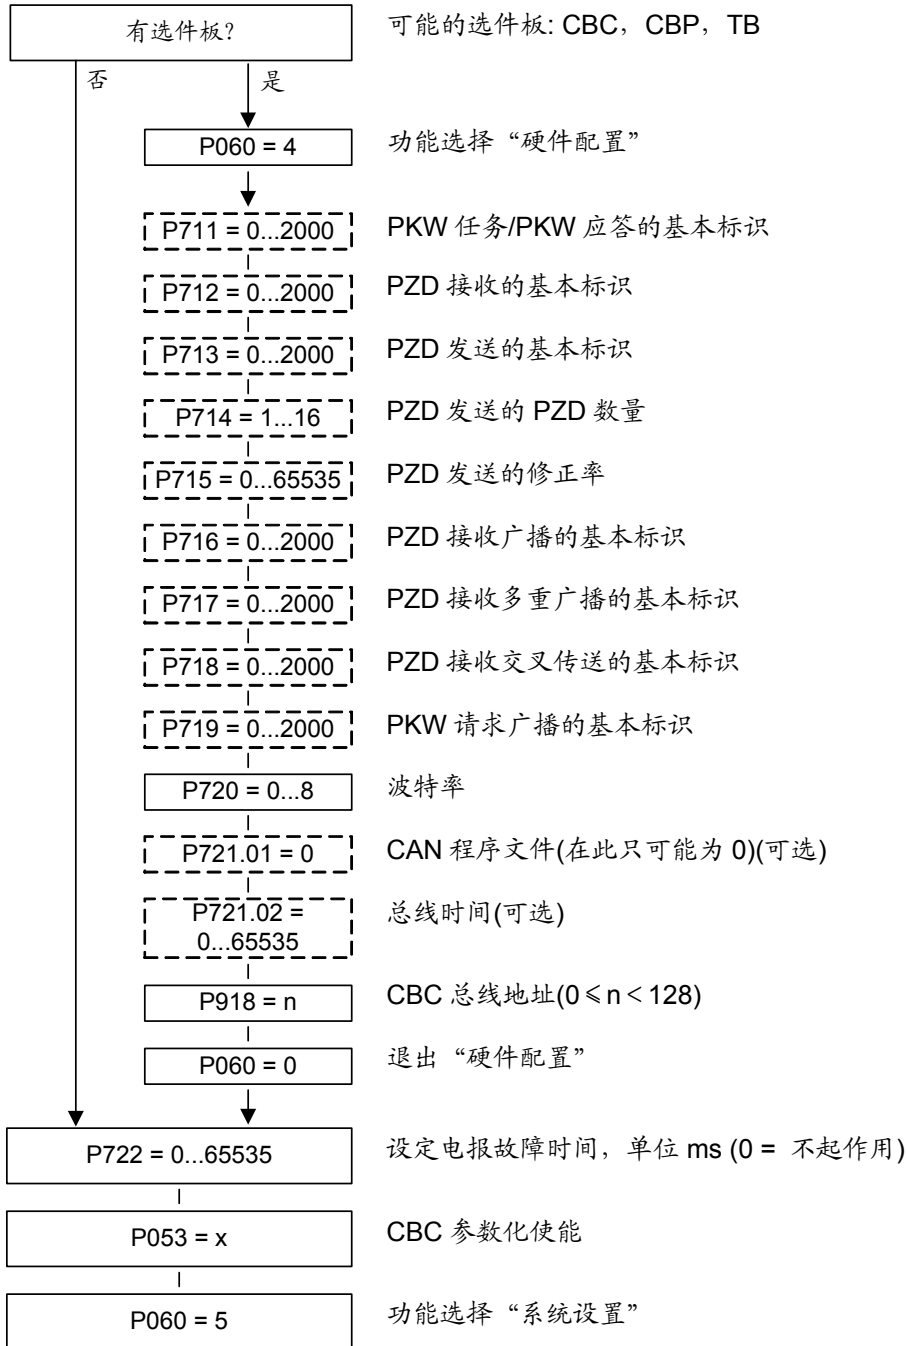 有选件板?
可能的选件板: CBC，CBP，TB
否
是
P060 = 4
功能选择“硬件配置”
P711 = 0...2000
PKW 任务/PKW 应答的基本标识
P712 = 0...2000
PZD 接收的基本标识
P713 = 0...2000
PZD 发送的基本标识
P714 = 1...16
PZD 发送的 PZD 数量
P715 = 0...65535
PZD 发送的修正率
P716 = 0...2000
PZD 接收广播的基本标识
P717 = 0...2000
PZD 接收多重广播的基本标识
P718 = 0...2000
PZD 接收交叉传送的基本标识
P719 = 0...2000
PKW 请求广播的基本标识
P720 = 0...8
波特率
P721.01 = 0
CAN 程序文件(在此只可能为 0)(可选)
P721.02 =
0...65535
总线时间(可选)
P918 = n
CBC 总线地址(0≤n＜128)
P060 = 0
退出“硬件配置”
P722 = 0...65535
设定电报故障时间，单位 ms (0 = 不起作用)
P053 = x
CBC 参数化使能
P060 = 5
功能选择“系统设置”